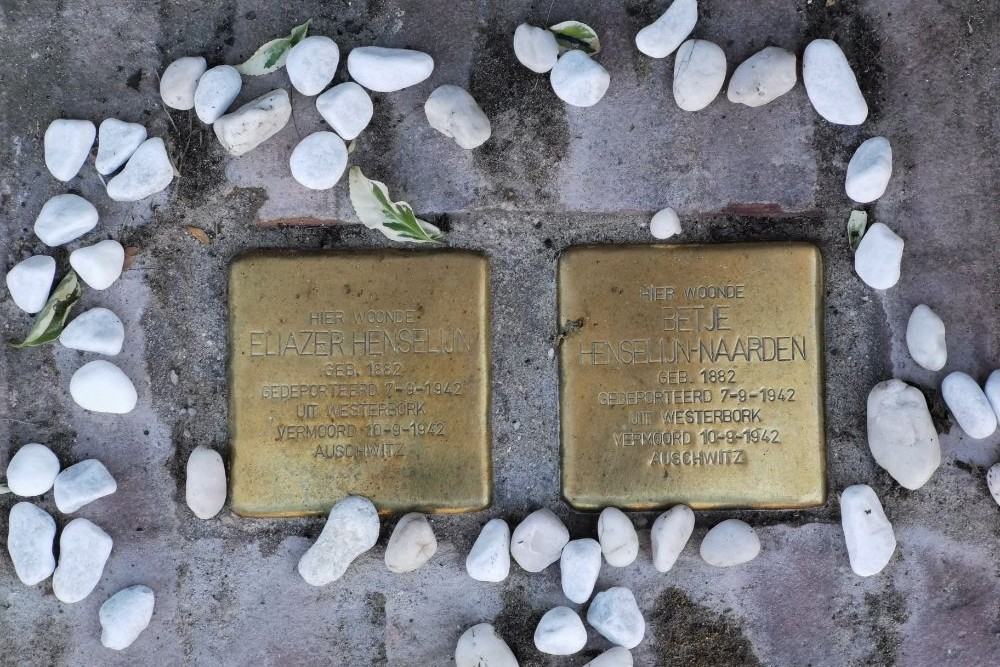 HIER WOONDE
ELIAZER HENSELIJN
GEB. 1882
GEDEPORTEERD 7-9-1942
UIT WESTERBORK
VERMOORD 10-9-1942
AUSCHWITZ
HIER WOONDE
BETJE
HENSELIJN-NAARDEN
GEB. 1882
GEDEPORTEERD 7-9-1942
UIT WESTERBORK
VERMOORD 10-9-1942
AUSCHWITZ